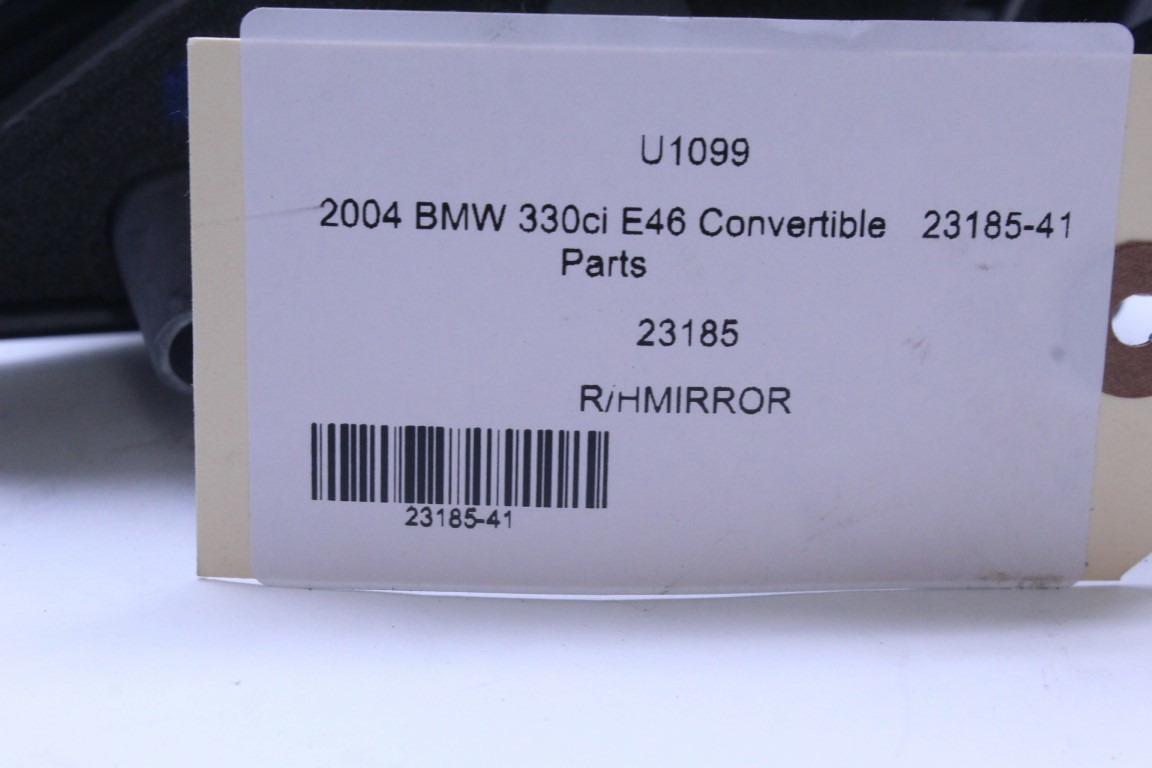 U1099
2004 BMW 330ci E46 Convertible 23185-41
Parts
23185
R/HMIRROR
23185-41